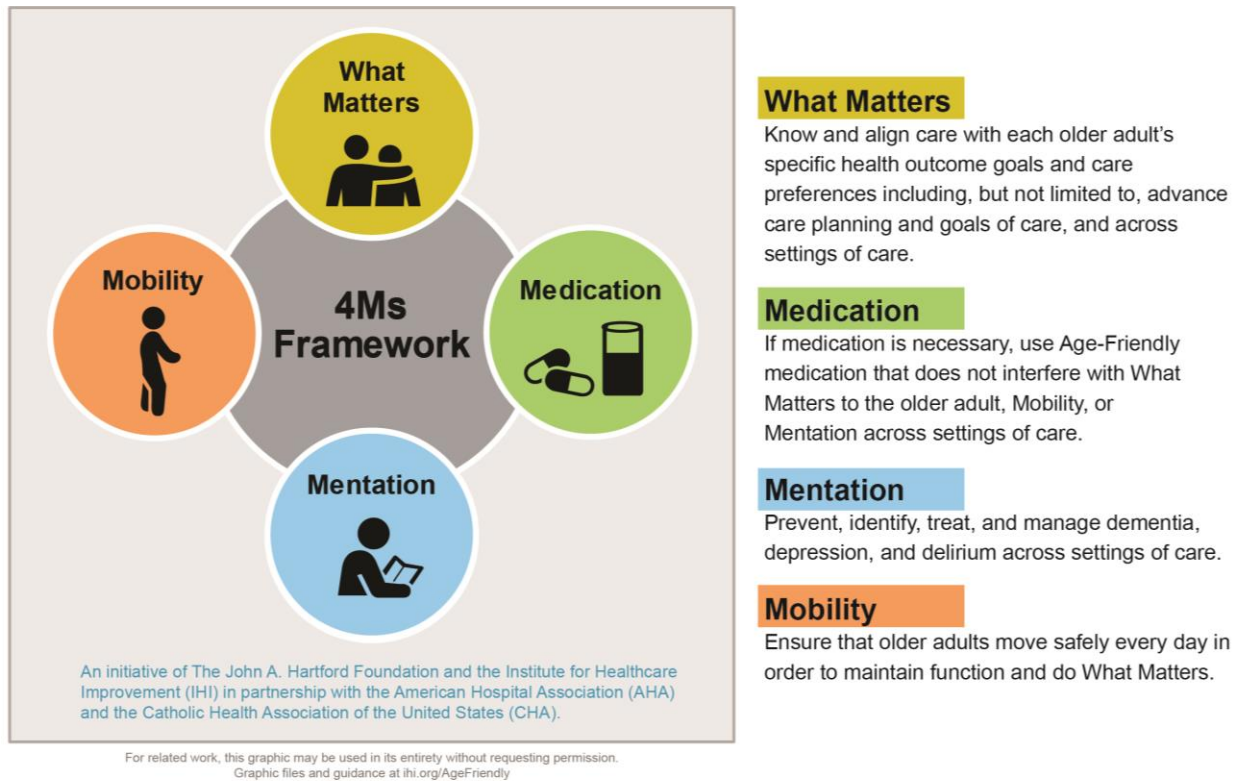 What
Matters
Mobility
4Ms
Framework
Medication
Mentation
An initiative of The John A. Hartford Foundation and the Institute for Healthcare
Improvement (IHI) in partnership with the American Hospital Association (AHA)
and the Catholic Health Association of the United States (CHA).
For related work, this graphic may be used in its entirety without requesting permission.
Graphic files and guidance at ihi.org/AgeFriendly
What Matters
Know and align care with each older adult's
specific health outcome goals and care
preferences including, but not limited to, advance
care planning and goals of care, and across
settings of care.
Medication
If medication is necessary, use Age-Friendly
medication that does not interfere with What
Matters to the older adult, Mobility, or
Mentation across settings of care.
Mentation
Prevent, identify, treat, and manage dementia,
depression, and delirium across settings of care.
Mobility
Ensure that older adults move safely every day in
order to maintain function and do What Matters.